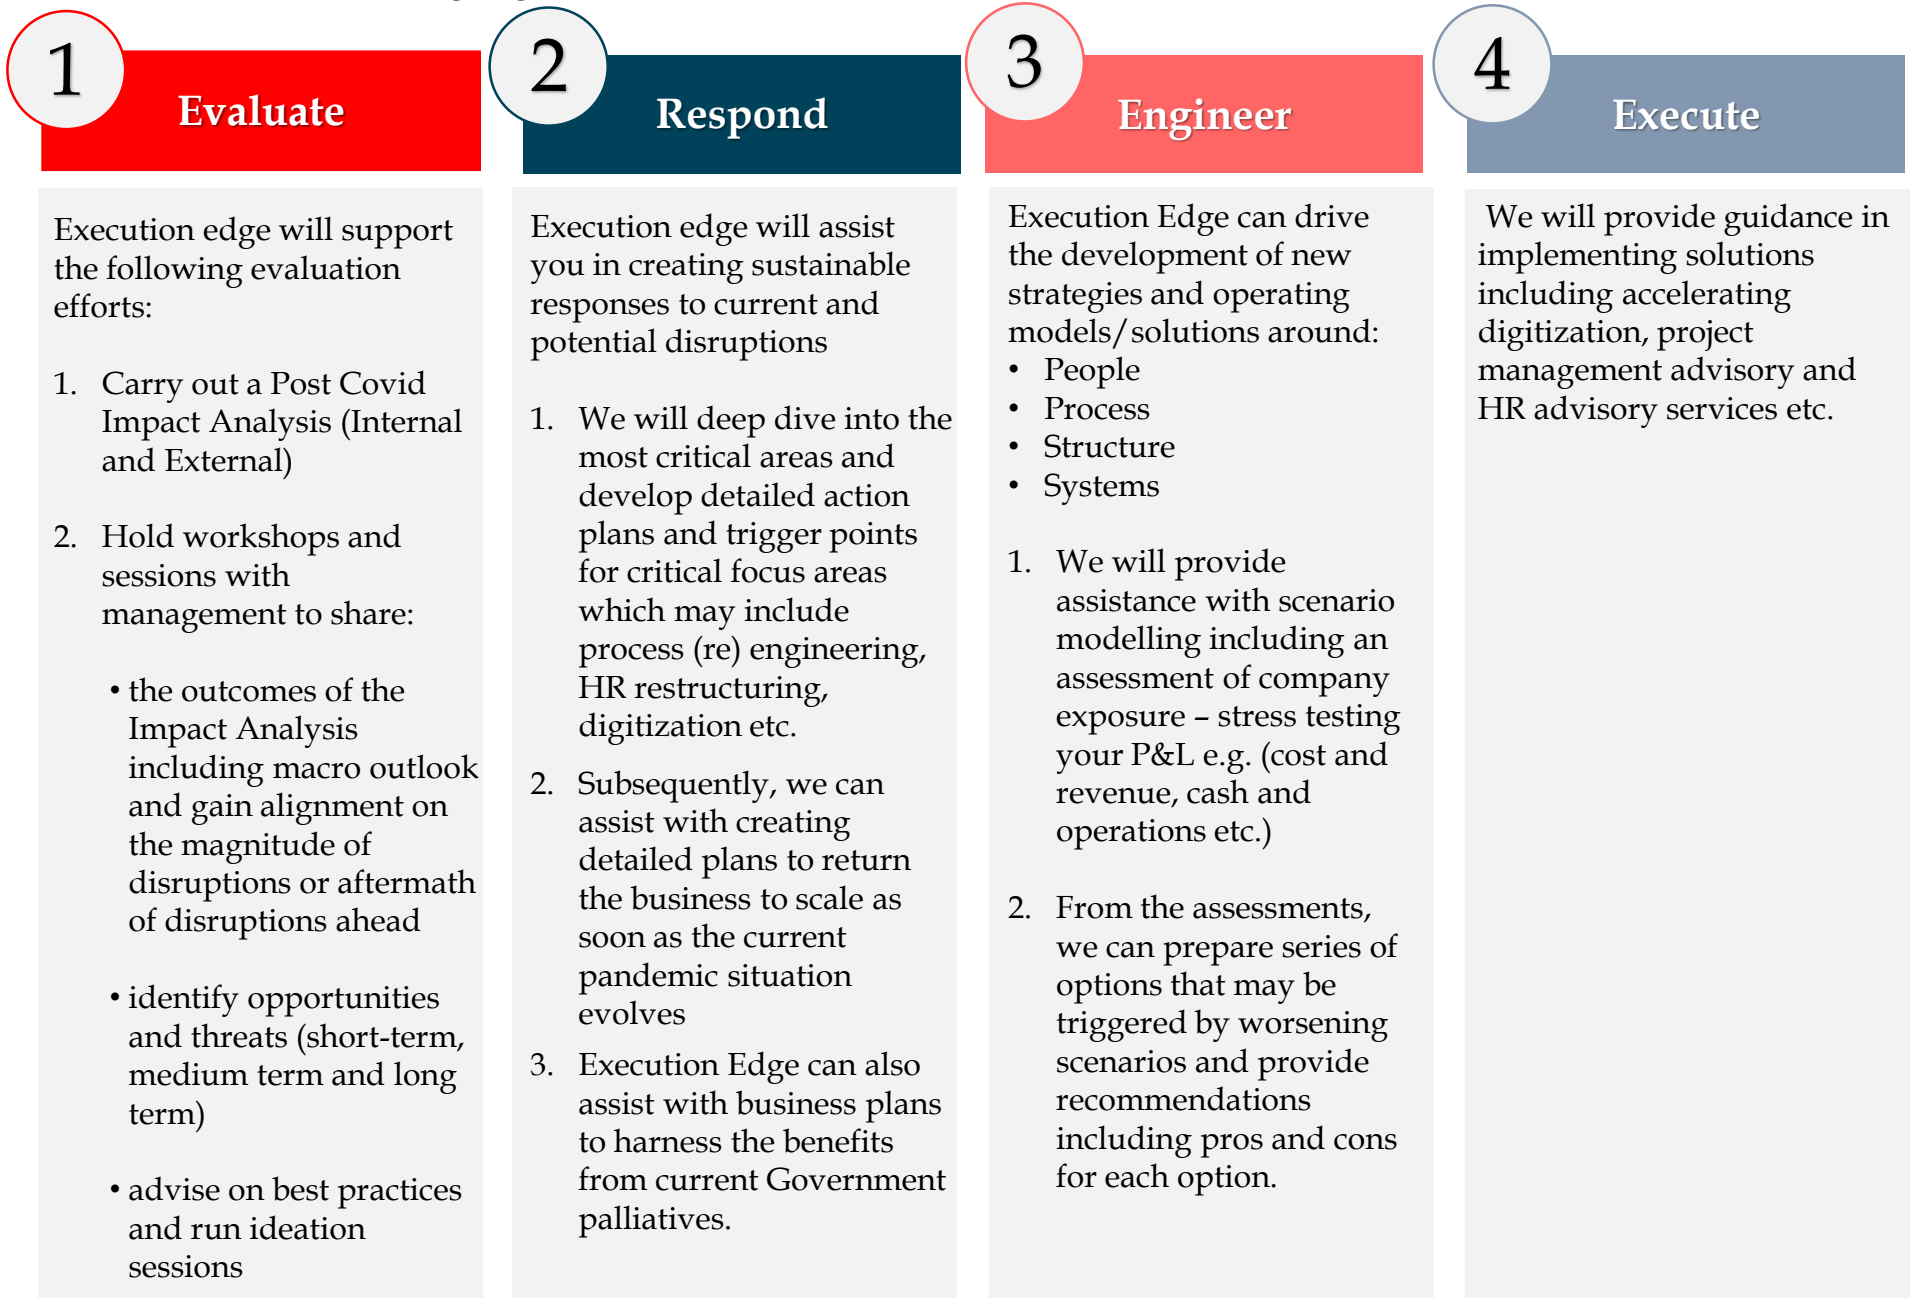 1
Evaluate
Execution edge will support
the following evaluation
efforts:
1. Carry out a Post Covid
Impact Analysis (Internal
and External)
2. Hold workshops and
sessions with
management to share:
• the outcomes of the
Impact Analysis
including macro outlook
and gain alignment on
the magnitude of
disruptions or aftermath
of disruptions ahead
• identify opportunities
and threats (short-term,
medium term and long
term)
• advise on best practices
and run ideation
sessions
2
Respond
Execution edge will assist
you in creating sustainable
responses to current and
potential disruptions
1. We will deep dive into the
most critical areas and
develop detailed action
plans and trigger points
for critical focus areas
which may include
process (re) engineering,
HR restructuring,
digitization etc.
2. Subsequently, we can
assist with creating
detailed plans to return
the business to scale as
soon as the current
pandemic situation
evolves
3. Execution Edge can also
assist with business plans
to harness the benefits
from current Government
palliatives.
3
Engineer
Execution Edge can drive
the development of new
strategies and operating
models/solutions around:
• People
• Process
• Structure
• Systems
1. We will provide
assistance with scenario
modelling including an
assessment of company
exposure – stress testing
your P&L e.g. (cost and
revenue, cash and
operations etc.)
2. From the assessments,
we can prepare series of
options that may be
triggered by worsening
scenarios and provide
recommendations
including pros and cons
for each option.
4
Execute
We will provide guidance in
implementing solutions
including accelerating
digitization, project
management advisory and
HR advisory services etc.